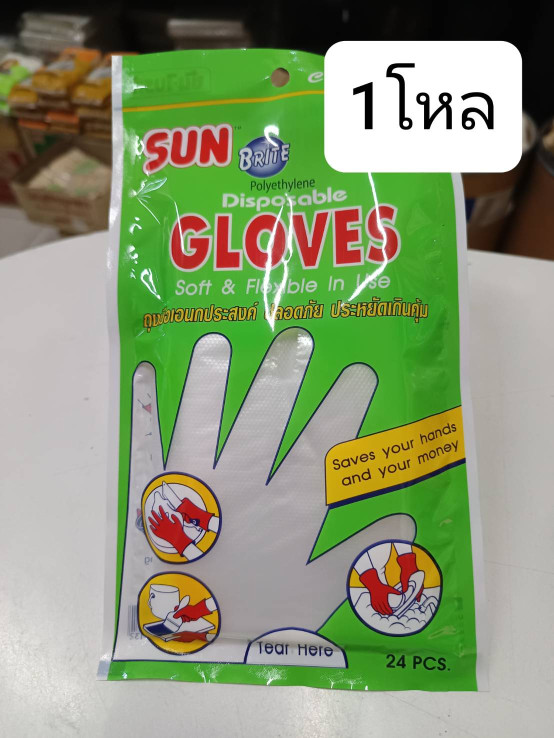 1โหล
SUN
BRITE
Polyethylene
Disposable
GLOVES
Soft & Flexible in Use
ถุงมือเอนกประสงค์ ปลอดภัย ประหยัดเกินคุ้ม
Saves your hands
and your money
Tear Here
24 PCS.